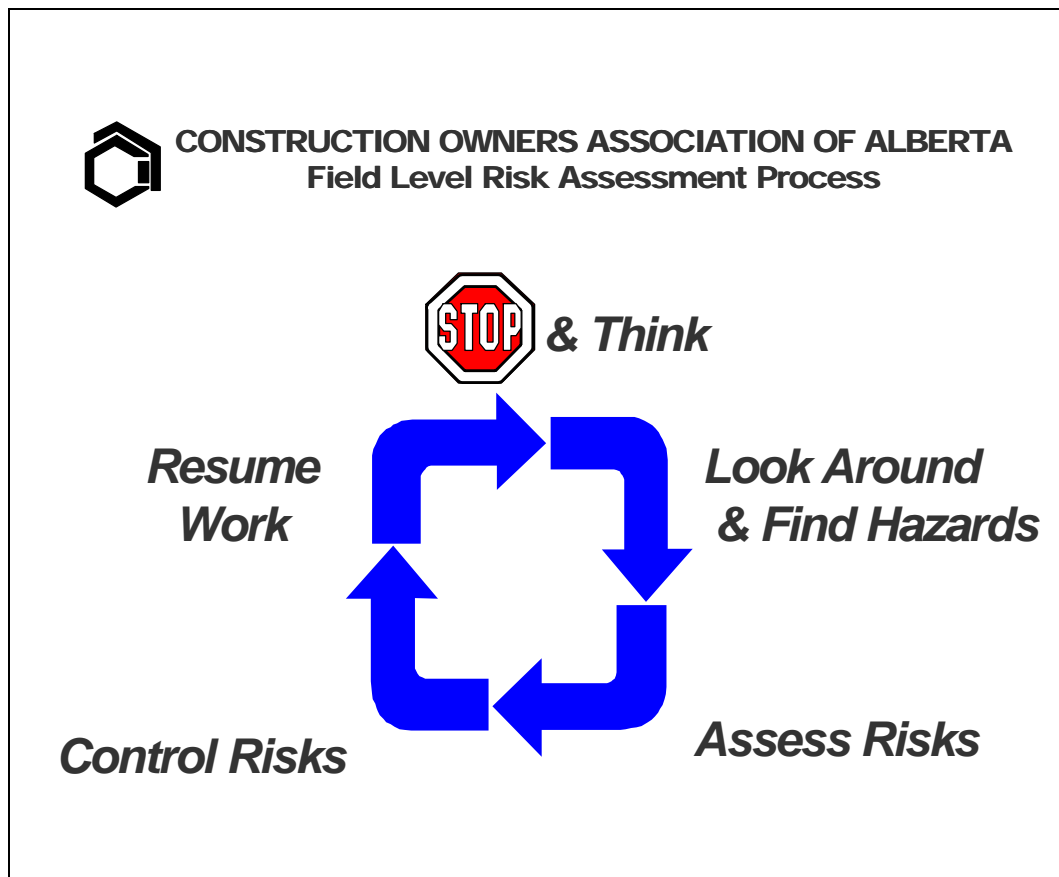 CONSTRUCTION OWNERS ASSOCIATION OF ALBERTA
Field Level Risk Assessment Process
STOP & Think
Look Around
& Find Hazards
Assess Risks
Control Risks
Resume
Work